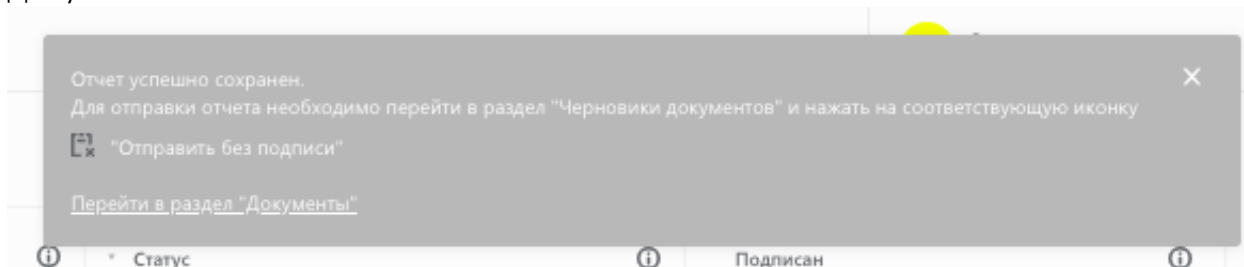 Отчет успешно сохранен.
Для отправки отчета необходимо перейти в раздел "Черновики документов" и нажать на соответствующую иконку
"Отправить без подписи"
Перейти в раздел "Документы"
* Статус
Подписан